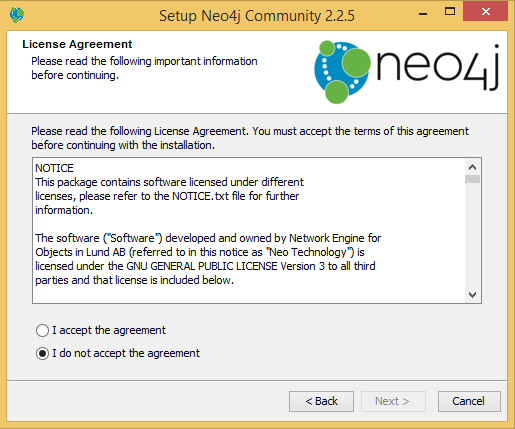 Setup Neo4j Community 2.2.5
License Agreement
Please read the following important information
before continuing.
neo4j
Please read the following License Agreement. You must accept the terms of this agreement
before continuing with the installation.
NOTICE
This package contains software licensed under different
licenses, please refer to the NOTICE.txt file for further
information.
The software ("Software") developed and owned by Network Engine for
Objects in Lund AB (referred to in this notice as "Neo Technology") is
licensed under the GNU GENERAL PUBLIC LICENSE Version 3 to all third
parties and that license is included below.
I accept the agreement
I do not accept the agreement
< Back
Next >
Cancel